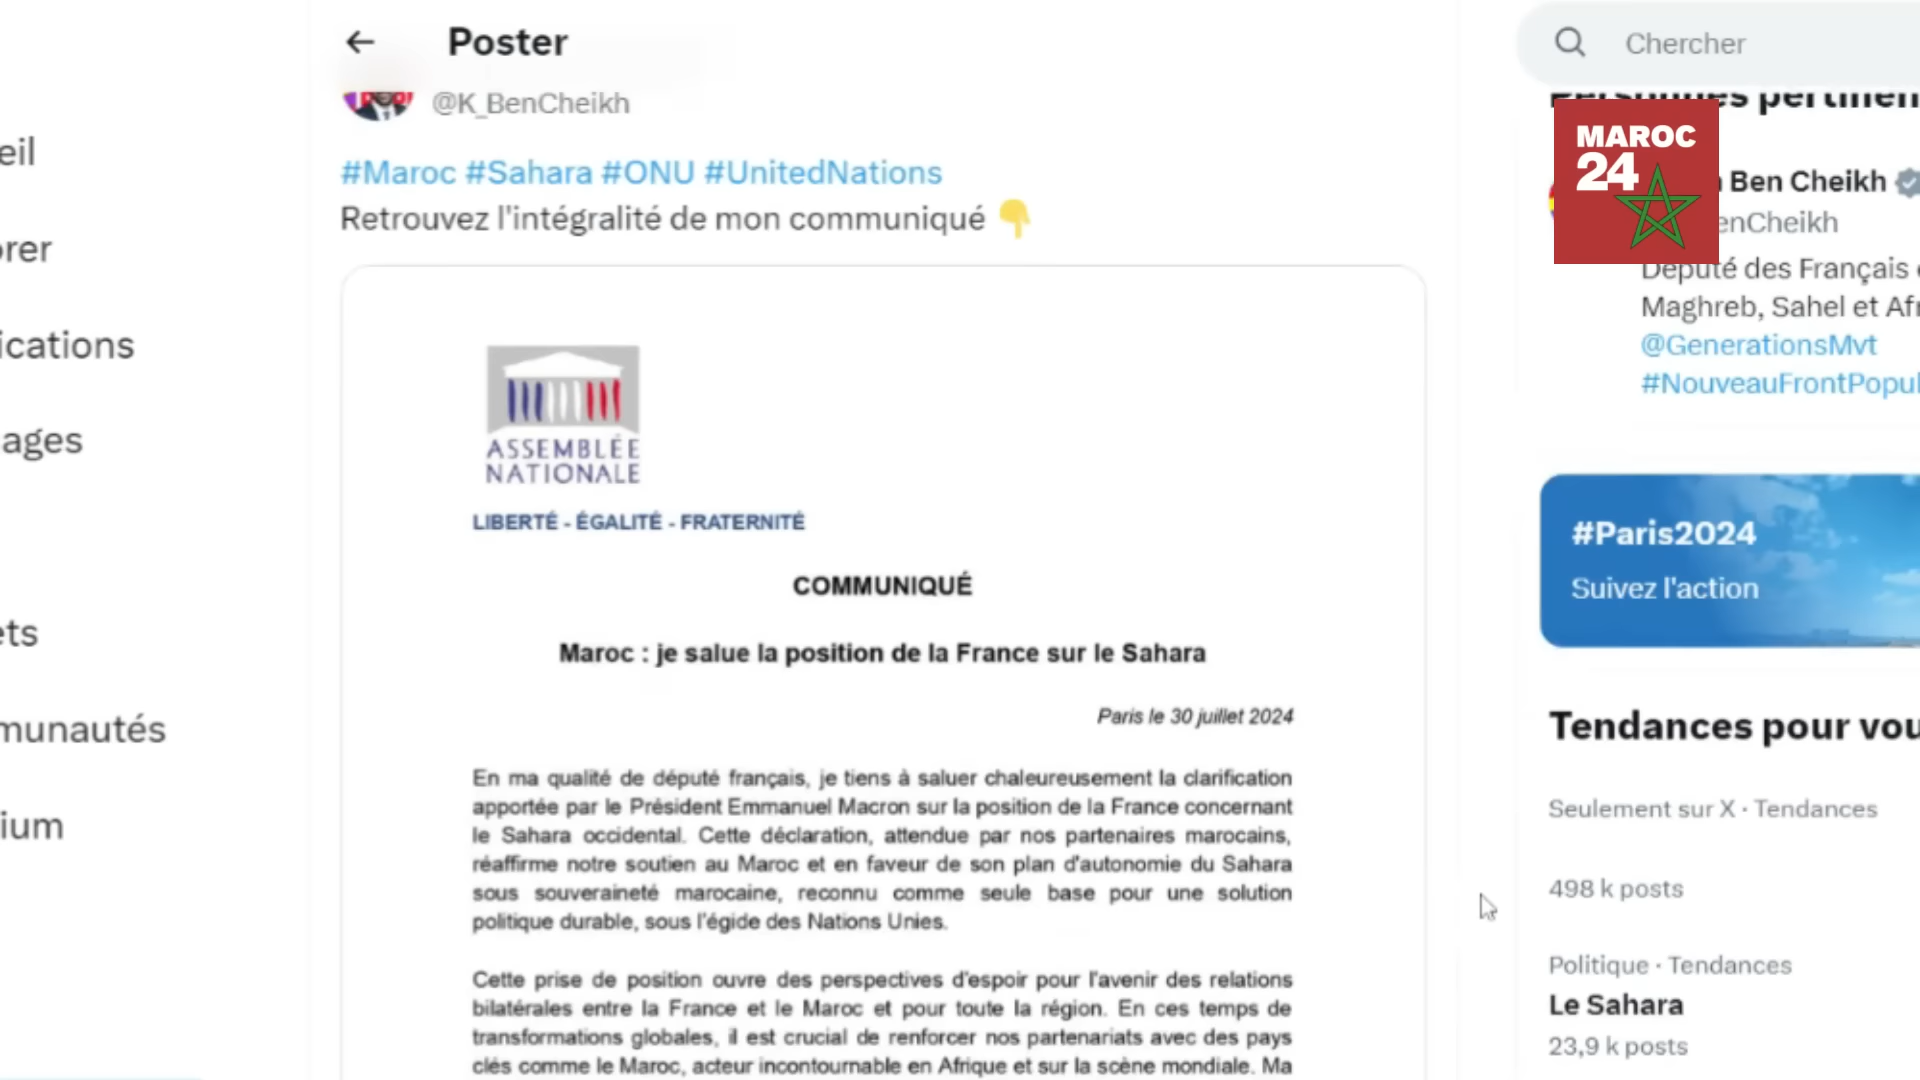 Poster
@K_BenCheikh
#Maroc #Sahara #ONU #UnitedNations
Retrouvez l'intégralité de mon communiqué
ASSEMBLÉE
NATIONALE
LIBERTÉ - ÉGALITÉ - FRATERNITÉ
COMMUNIQUÉ
Maroc : je salue la position de la France sur le Sahara
Paris le 30 juillet 2024
En ma qualité de député français, je tiens à saluer chaleureusement la clarification
apportée par le Président Emmanuel Macron sur la position de la France concernant
le Sahara occidental. Cette déclaration, attendue par nos partenaires marocains,
réaffirme notre soutien au Maroc et en faveur de son plan d'autonomie du Sahara
sous souveraineté marocaine, reconnu comme seule base pour une solution
politique durable, sous l'égide des Nations Unies.
Cette prise de position ouvre des perspectives d'espoir pour l'avenir des relations
bilatérales entre la France et le Maroc et pour toute la région. En ces temps de
transformations globales, il est crucial de renforcer nos partenariats avec des pays
clés comme le Maroc, acteur incontournable en Afrique et sur la scène mondiale. Ma
eil
orer
ications
ages
ets
munautés
ium
Chercher
Personnes pertinen
MAROC
24
Ben Cheikh
enCheikh
Député des Français
Maghreb, Sahel et Afr
@GenerationsMvt
#NouveauFrontPopul
#Paris2024
Suivez l'action
Tendances pour vou
Seulement sur X · Tendances
498 k posts
Politique · Tendances
Le Sahara
23,9 k posts